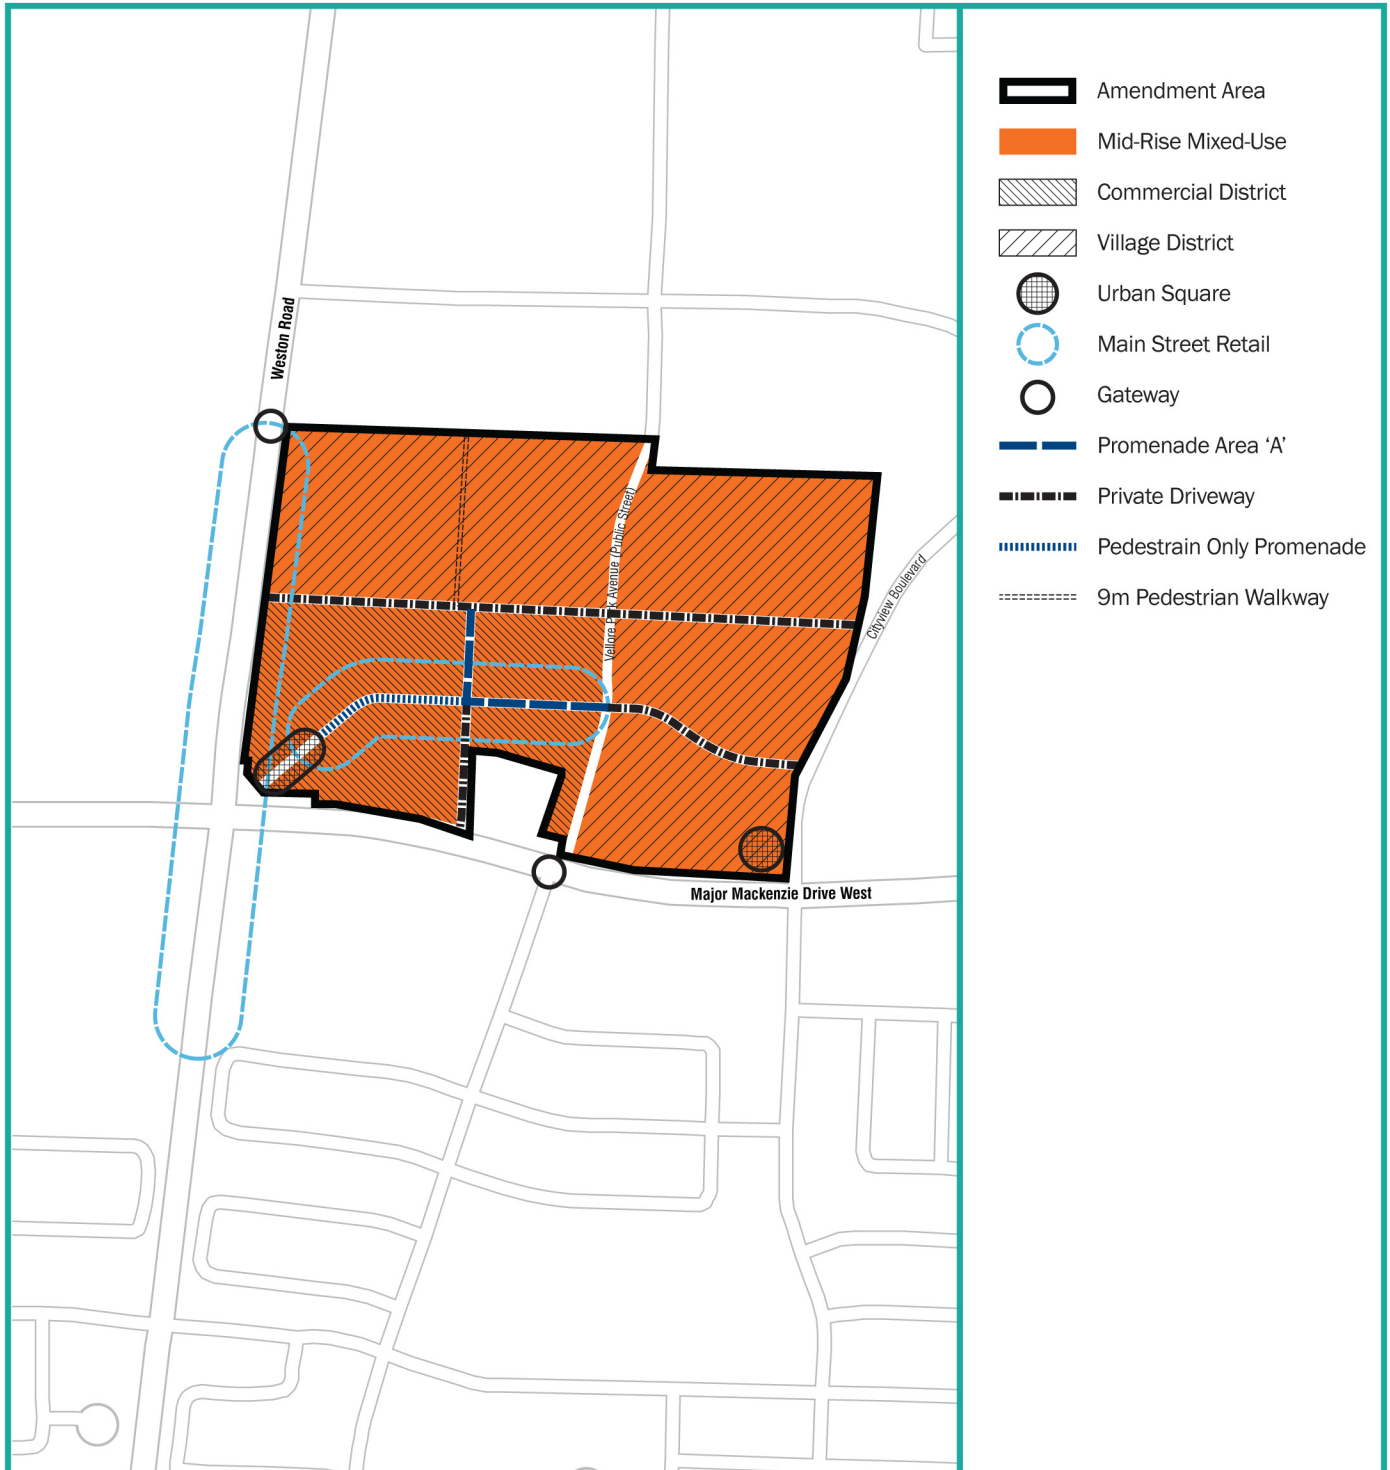 Amendment Area
Mid-Rise Mixed-Use
Commercial District
Village District
Urban Square
Main Street Retail
Gateway
Promenade Area ‘A’
Private Driveway
Pedestrain Only Promenade
9m Pedestrian Walkway
Weston Road
Vellore Park Avenue (Public Street)
Cityview Boulevard
Major Mackenzie Drive West